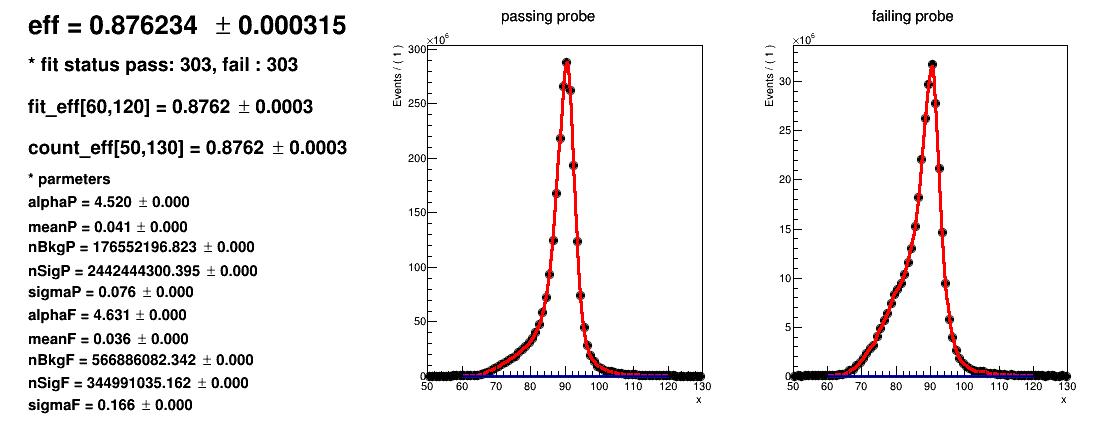 eff = 0.876234 ± 0.000315
* fit status pass: 303, fail : 303
fit_eff[60,120] = 0.8762 ± 0.0003
count_eff[50,130] = 0.8762 ± 0.0003
* parmeters
alphaP = 4.520 ± 0.000
meanP = 0.041 ± 0.000
nBkgP = 176552196.823 ± 0.000
nSigP = 2442444300.395 ± 0.000
sigmaP = 0.076 ± 0.000
alphaF = 4.631 ± 0.000
meanF = 0.036 ± 0.000
nBkgF = 566886082.342 ± 0.000
nSigF = 344991035.162 ± 0.000
sigmaF = 0.166 ± 0.000
passing probe
×10⁶
Events / ( 1 )
300
250
200
150
100
50
0
50 60 70 80 90 100 110 120 130
x
failing probe
×10⁶
Events / ( 1 )
30
25
20
15
10
5
0
50 60 70 80 90 100 110 120 130
x